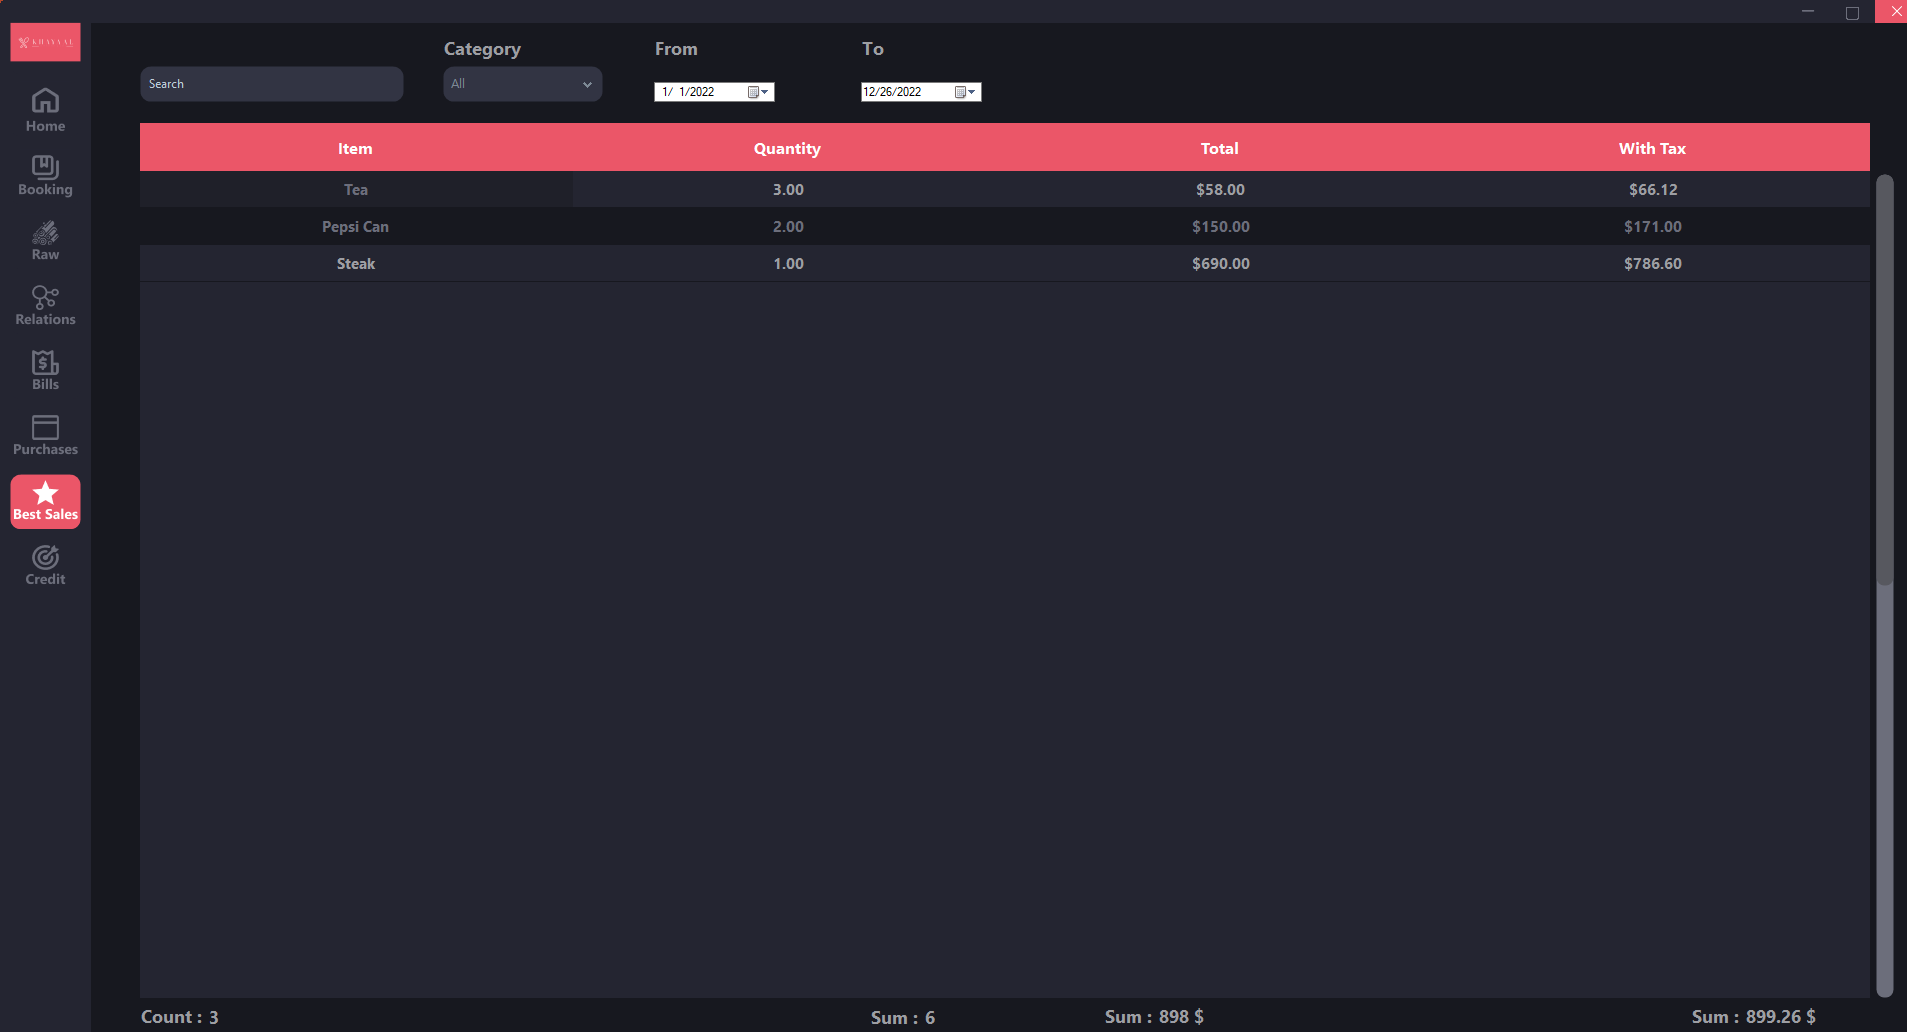 Category From To
Search All 1/ 1/2022 12/26/2022
Item Quantity Total With Tax
Tea 3.00 $58.00 $66.12
Pepsi Can 2.00 $150.00 $171.00
Steak 1.00 $690.00 $786.60
Home
Booking
Raw
Relations
Bills
Purchases
Best Sales
Credit
Count : 3 Sum : 6 Sum : 898 $ Sum : 899.26 $